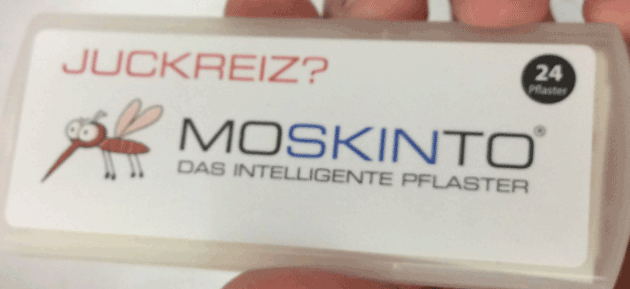 JUCKREIZ?
24
Pflaster
MOSKINTO®
DAS INTELLIGENTE PFLASTER